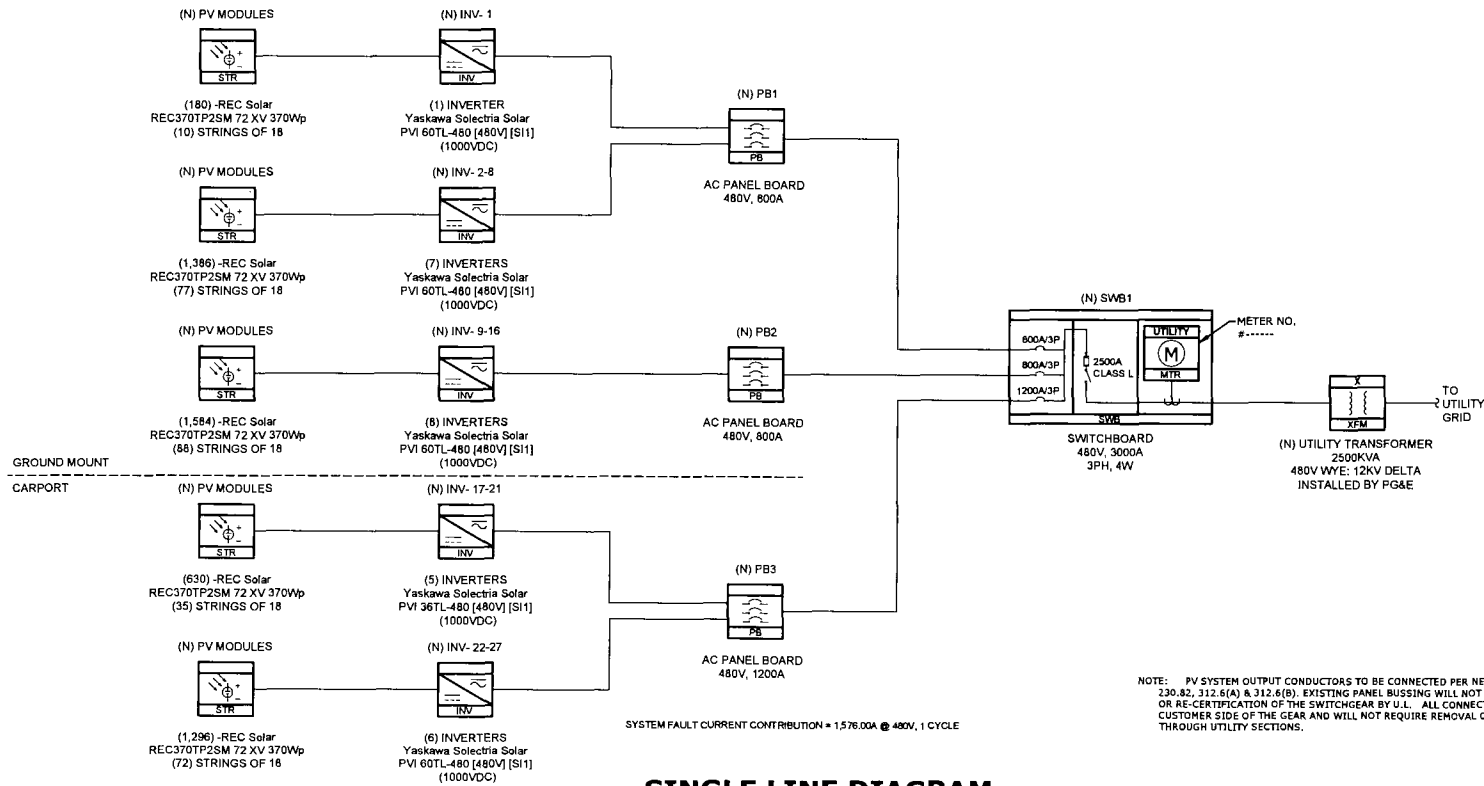 (N) PV MODULES
STR
(180) -REC Solar
REC370TP2SM 72 XV 370Wp
(10) STRINGS OF 18
(N) INV- 1
INV
(1) INVERTER
Yaskawa Solectria Solar
PVI 60TL-480 [480V] [SI1]
(1000VDC)
(N) PV MODULES
STR
(1,386) -REC Solar
REC370TP2SM 72 XV 370Wp
(77) STRINGS OF 18
(N) INV- 2-8
INV
(7) INVERTERS
Yaskawa Solectria Solar
PVI 60TL-480 [480V] [SI1]
(1000VDC)
(N) PB1
PB
AC PANEL BOARD
480V, 800A
(N) PV MODULES
STR
(1,584) -REC Solar
REC370TP2SM 72 XV 370Wp
(88) STRINGS OF 18
(N) INV- 9-16
INV
(8) INVERTERS
Yaskawa Solectria Solar
PVI 60TL-480 [480V] [SI1]
(1000VDC)
(N) PB2
PB
AC PANEL BOARD
480V, 800A
GROUND MOUNT
CARPORT
(N) PV MODULES
STR
(630) -REC Solar
REC370TP2SM 72 XV 370Wp
(35) STRINGS OF 18
(N) INV- 17-21
INV
(5) INVERTERS
Yaskawa Solectria Solar
PVI 36TL-480 [480V] [SI1]
(1000VDC)
(N) PV MODULES
STR
(1,296) -REC Solar
REC370TP2SM 72 XV 370Wp
(72) STRINGS OF 18
(N) INV- 22-27
INV
(6) INVERTERS
Yaskawa Solectria Solar
PVI 60TL-480 [480V] [SI1]
(1000VDC)
(N) PB3
PB
AC PANEL BOARD
480V, 1200A
(N) SWB1
800A/3P
800A/3P
1200A/3P
2500A
CLASS L
UTILITY
M
MTR
SWB
METER NO.
#------
SWITCHBOARD
480V, 3000A
3PH, 4W
X
XFM
(N) UTILITY TRANSFORMER
2500KVA
480V WYE: 12KV DELTA
INSTALLED BY PG&E
TO
UTILITY
GRID
SYSTEM FAULT CURRENT CONTRIBUTION = 1,576.00A @ 480V, 1 CYCLE
NOTE: PV SYSTEM OUTPUT CONDUCTORS TO BE CONNECTED PER NE
230.82, 312.6(A) & 312.6(B). EXISTING PANEL BUSSING WILL NOT
OR RE-CERTIFICATION OF THE SWITCHGEAR BY U.L. ALL CONNECT
CUSTOMER SIDE OF THE GEAR AND WILL NOT REQUIRE REMOVAL O
THROUGH UTILITY SECTIONS.
SINGLE LINE DIAGRAM